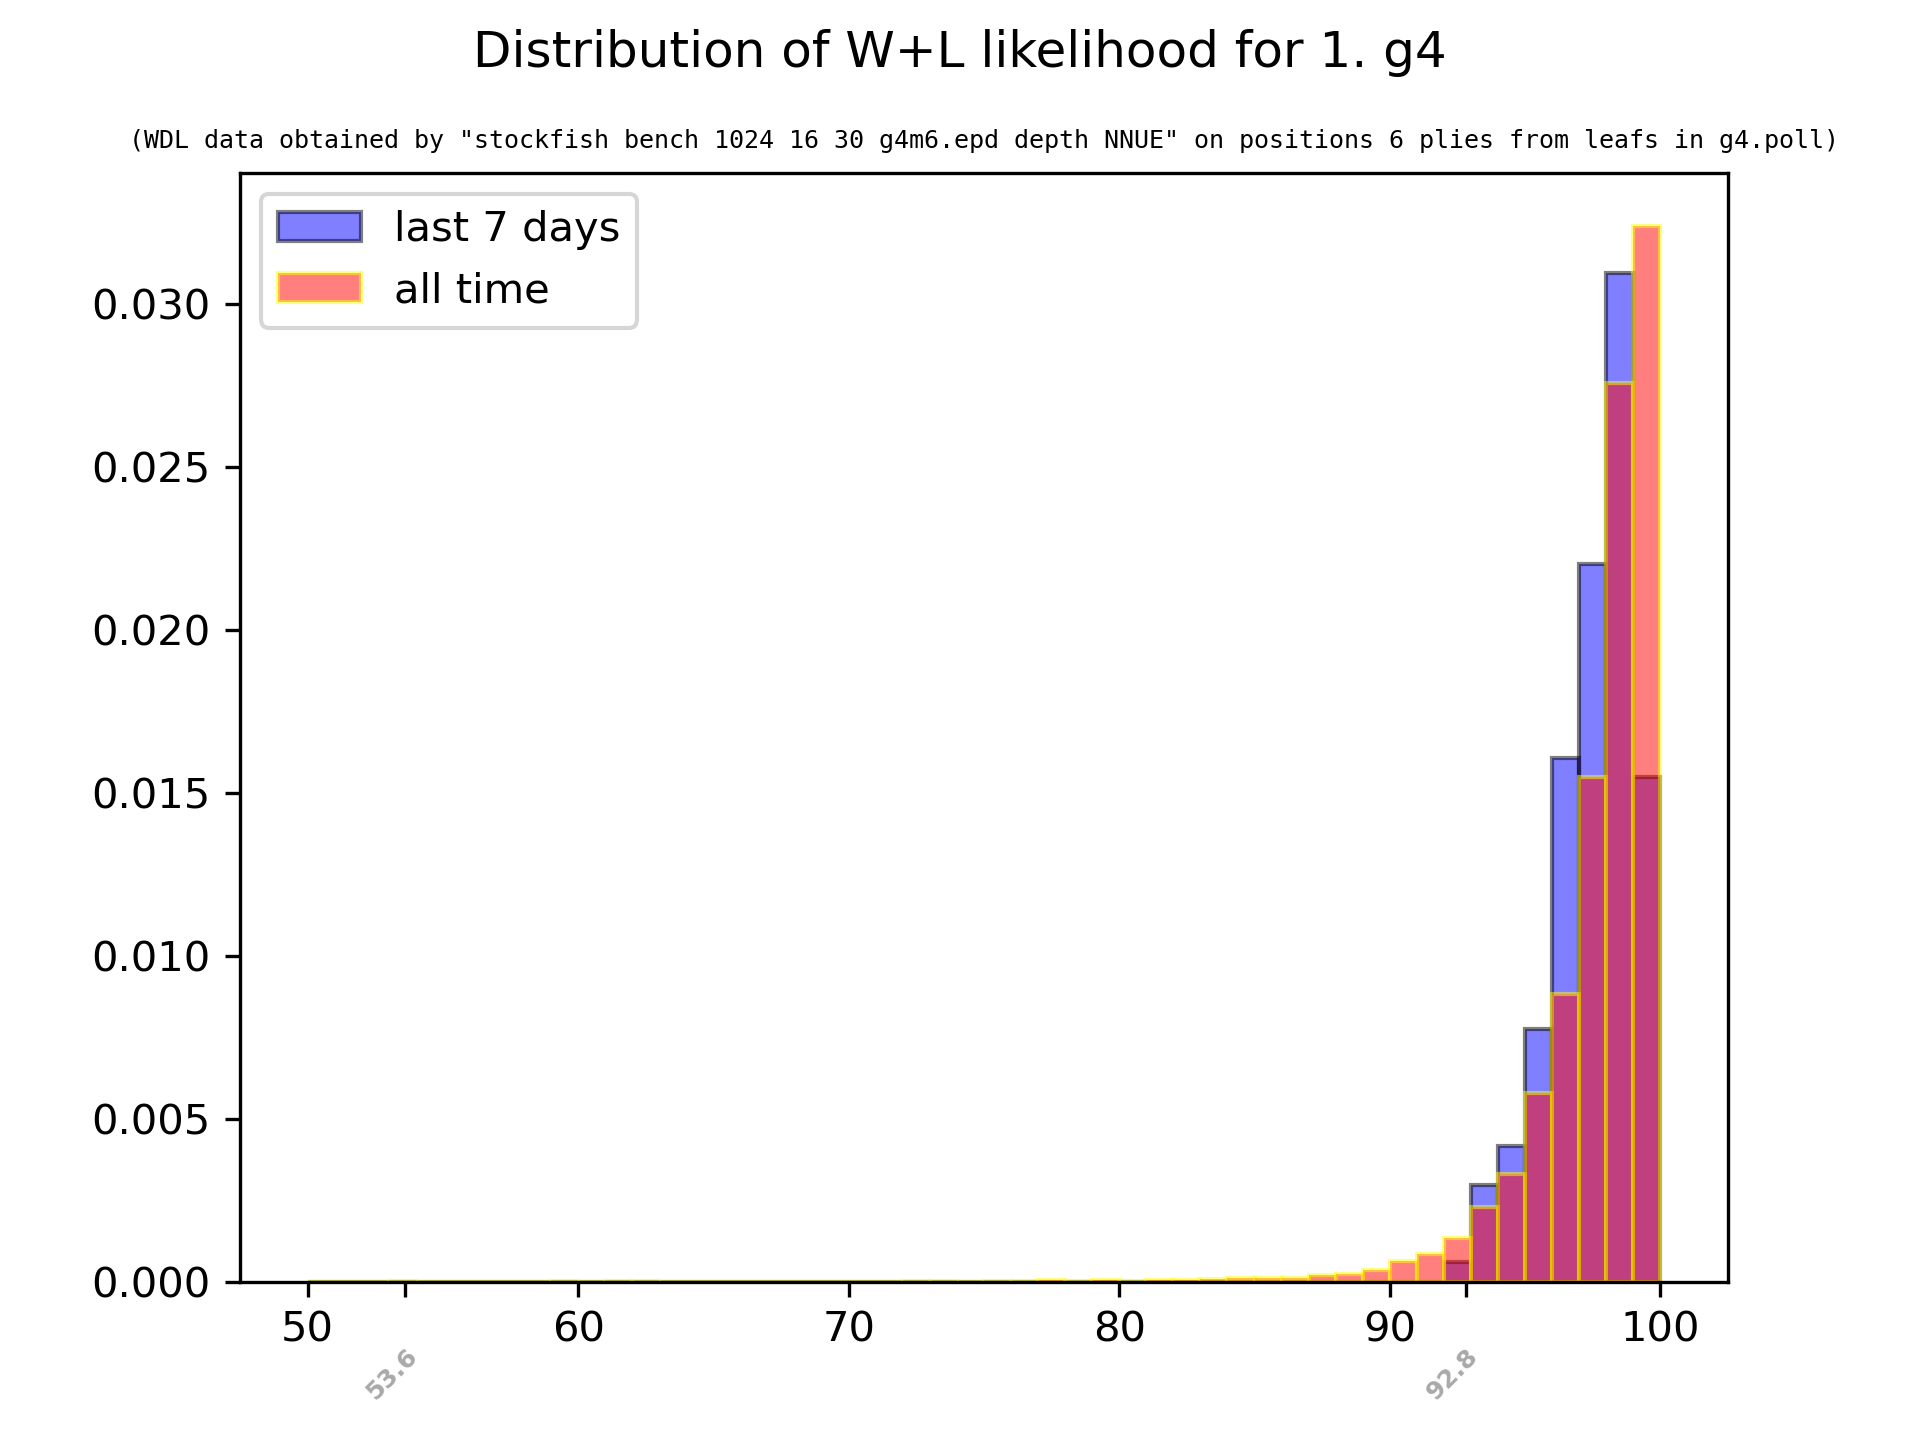 Distribution of W+L likelihood for 1. g4
(WDL data obtained by "stockfish bench 1024 16 30 g4m6.epd depth NNUE" on positions 6 plies from leafs in g4.poll)
last 7 days
all time
0.030
0.025
0.020
0.015
0.010
0.005
0.000
50 60 70 80 90 100
53.6 92.8